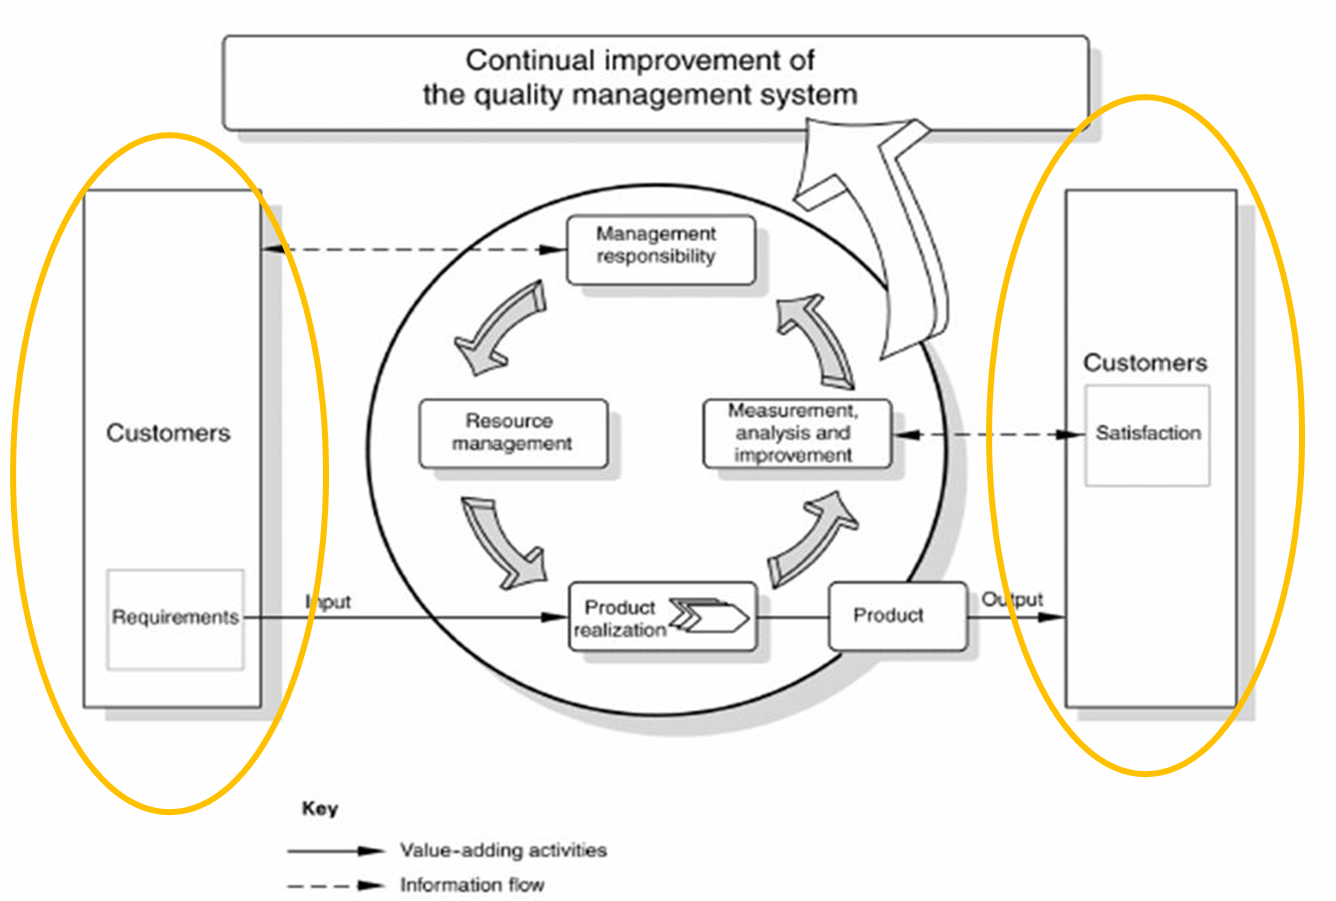 Continual improvement of
the quality management system
Management
responsibility
Customers
Requirements
Input
Resource
management
Measurement,
analysis and
improvement
Product
realization
Product
Output
Customers
Satisfaction
Key
Value-adding activities
Information flow